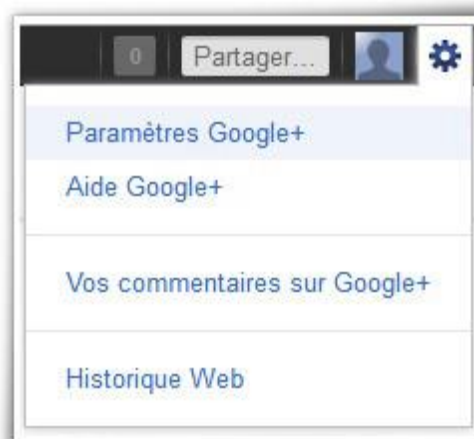 0 Partager...
Paramètres Google+
Aide Google+
Vos commentaires sur Google+
Historique Web